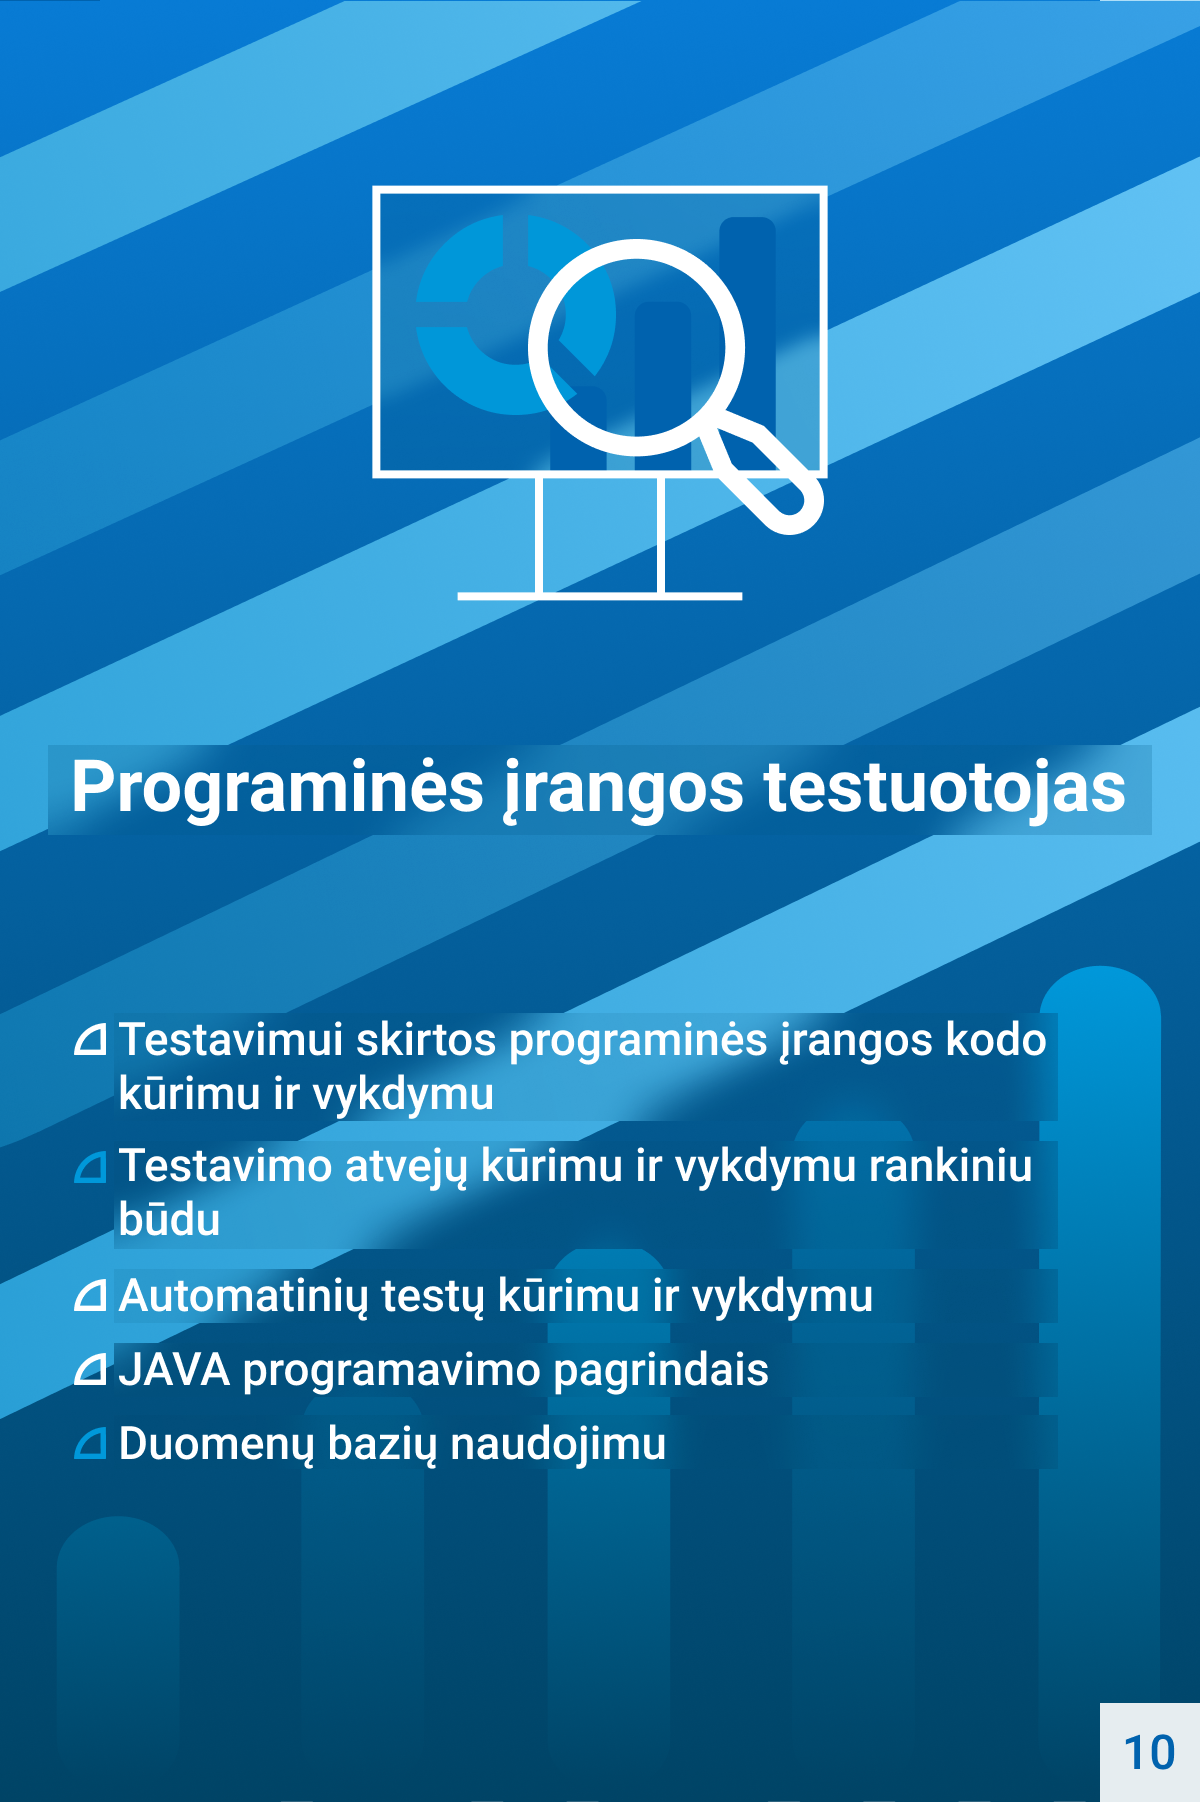 Programinės įrangos testuotojas
Testavimui skirtos programinės įrangos kodo
kūrimu ir vykdymu
Testavimo atvejų kūrimu ir vykdymu rankiniu
būdu
Automatinių testų kūrimu ir vykdymu
JAVA programavimo pagrindais
Duomenų bazių naudojimu
10